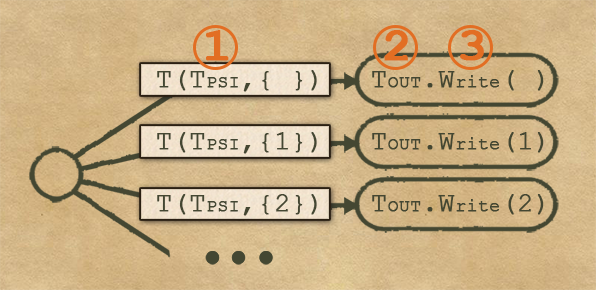 ① ② ③
T(TPSI,{ }) TOUT.Write( )
T(TPSI,{1}) TOUT.Write(1)
T(TPSI,{2}) TOUT.Write(2)
•••